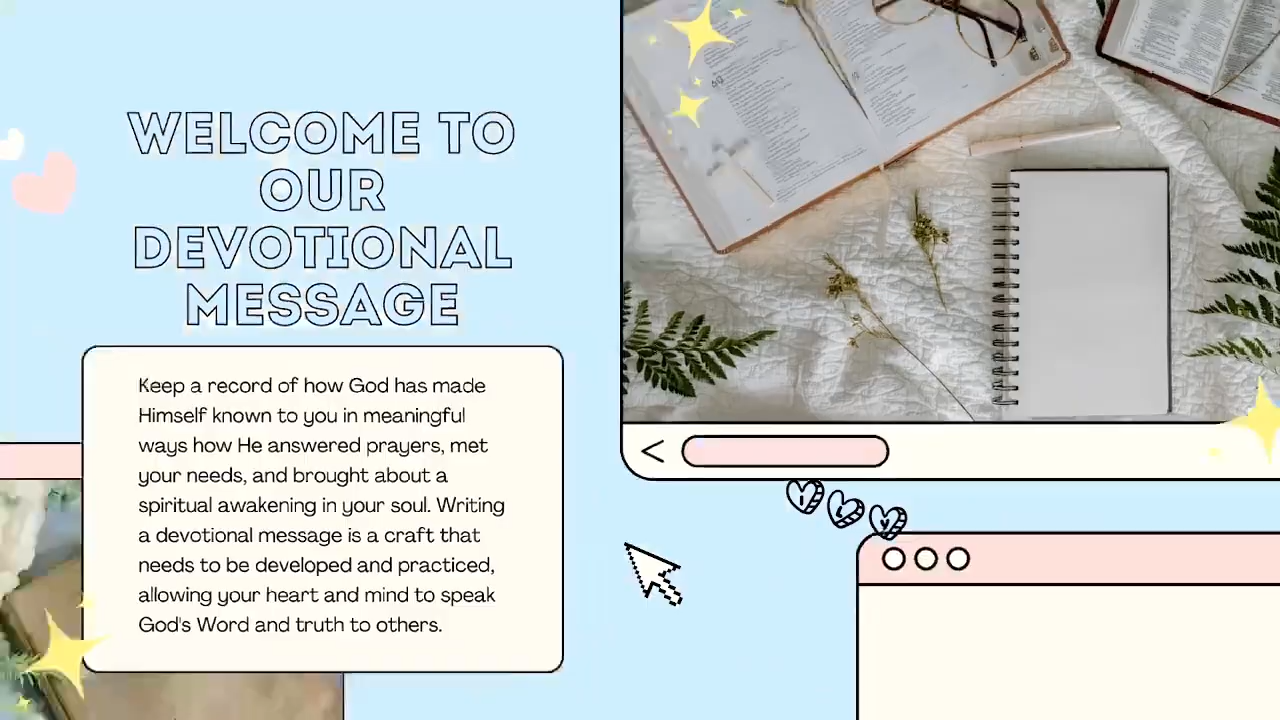 WELCOME TO
OUR
DEVOTIONAL
MESSAGE
Keep a record of how God has made
Himself known to you in meaningful
ways how He answered prayers, met
your needs, and brought about a
spiritual awakening in your soul. Writing
a devotional message is a craft that
needs to be developed and practiced,
allowing your heart and mind to speak
God's Word and truth to others.
I L Y